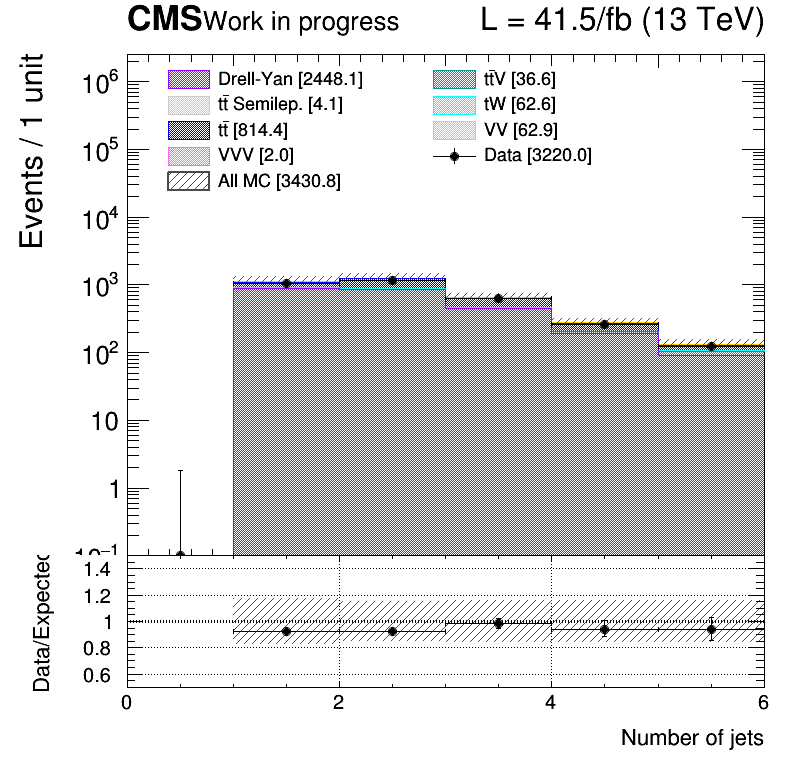 CMS Work in progress L = 41.5/fb (13 TeV)
Events / 1 unit
Drell-Yan [2448.1]
tt̄ Semilep. [4.1]
tt̄ [814.4]
VVV [2.0]
All MC [3430.8]
tt̄V [36.6]
tW [62.6]
VV [62.9]
Data [3220.0]
10⁶
10⁵
10⁴
10³
10²
10
1
10⁻¹
Data/Expected
1.4
1.2
1
0.8
0.6
0 2 4 6
Number of jets